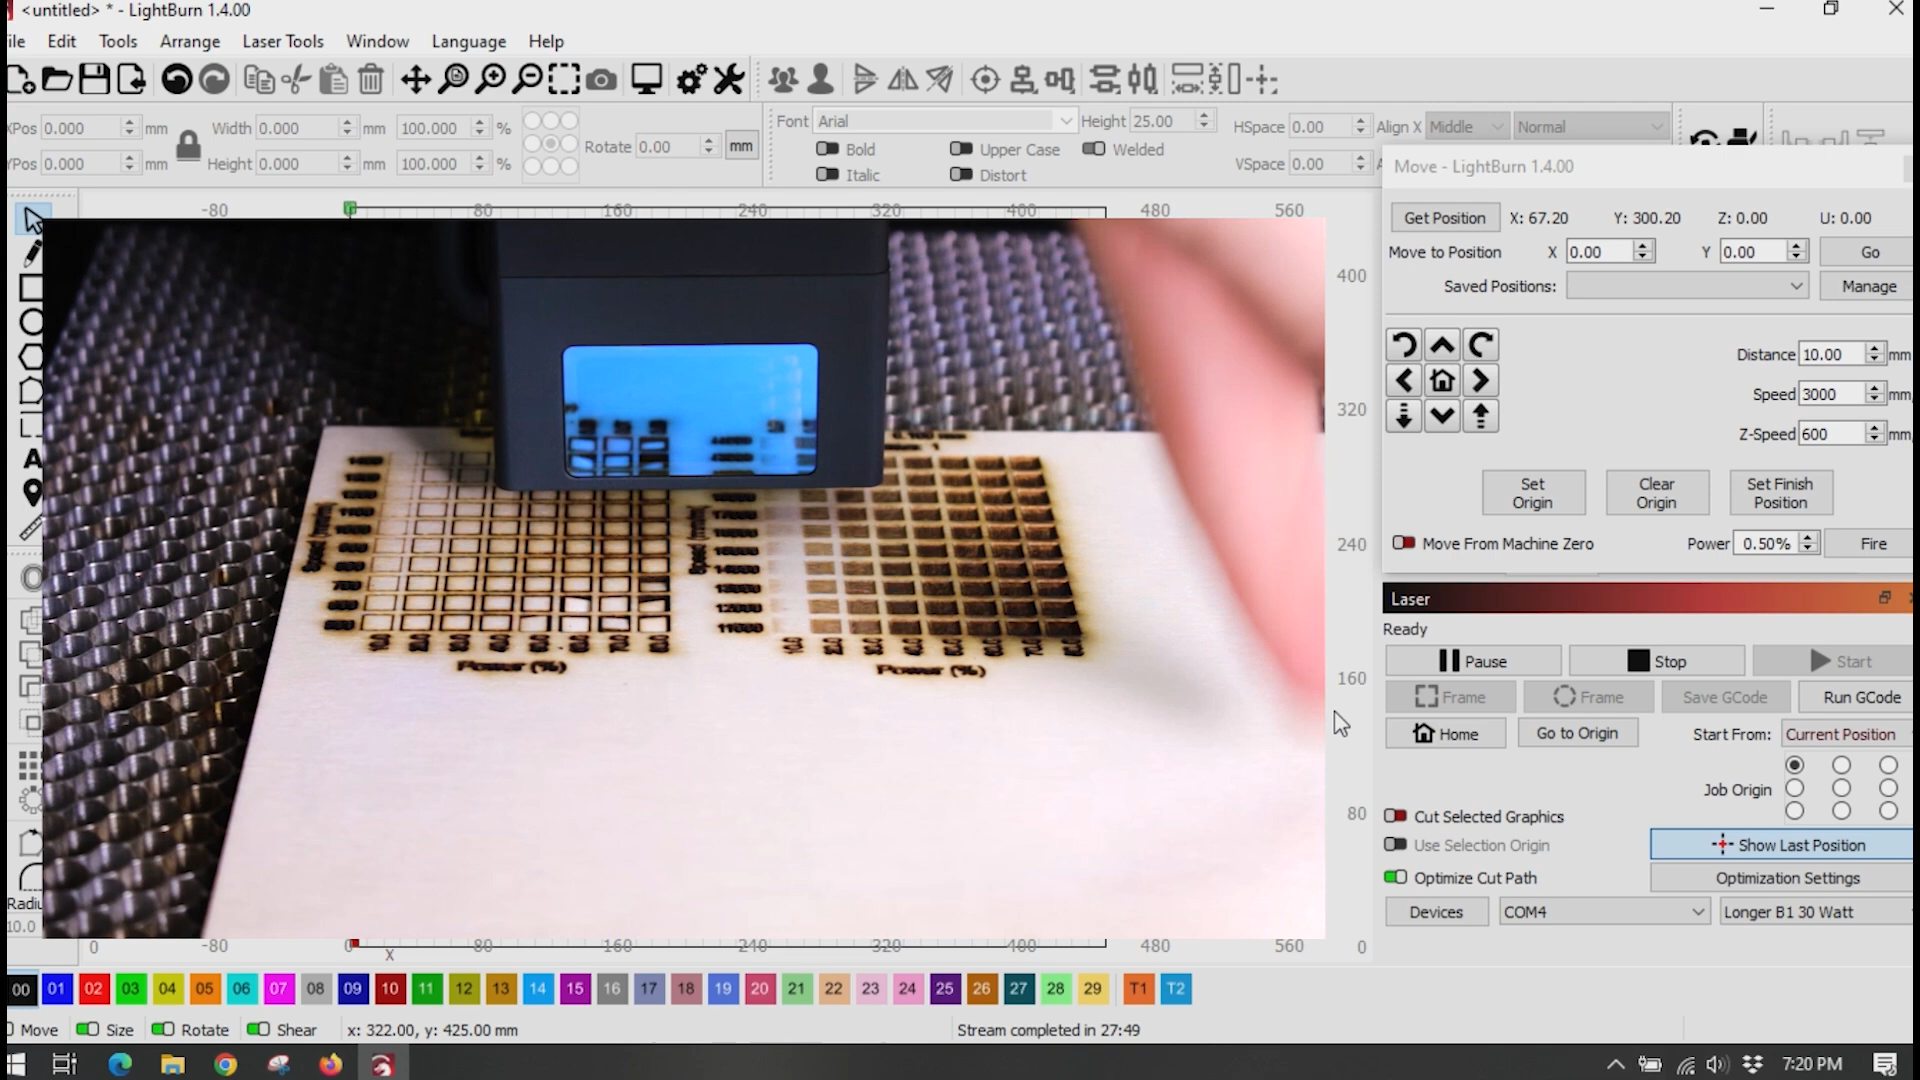 <untitled> * - LightBurn 1.4.00
ile Edit Tools Arrange Laser Tools Window Language Help
XPos 0.000 mm Width 0.000 mm 100.000 % Rotate 0.00 mm
YPos 0.000 mm Height 0.000 mm 100.000 %
Font Arial Height 25.00 HSpace 0.00 Align X Middle Normal
Bold Upper Case Welded VSpace 0.00
Italic Distort
Move - LightBurn 1.4.00
Get Position X: 67.20 Y: 300.20 Z: 0.00 U: 0.00
Move to Position X 0.00 Y 0.00 Go
Saved Positions: Manage
Distance 10.00 mm
Speed 3000 mm
Z-Speed 600 mm
Set Origin Clear Origin Set Finish Position
Move From Machine Zero Power 0.50% Fire
Laser
Ready
Pause Stop Start
Frame Frame Save GCode Run GCode
Home Go to Origin Start From: Current Position
Job Origin
Cut Selected Graphics
Use Selection Origin Show Last Position
Optimize Cut Path Optimization Settings
Devices COM4 Longer B1 30 Watt
-80 80 160 240 320 400 480 560
400
320
240
160
80
0
Power (%) Power (%)
Radiu
10.0
0 -80 0 80 160 240 320 400 480 560
X
00 01 02 03 04 05 06 07 08 09 10 11 12 13 14 15 16 17 18 19 20 21 22 23 24 25 26 27 28 29 T1 T2
Move Size Rotate Shear x: 322.00, y: 425.00 mm Stream completed in 27:49
7:20 PM